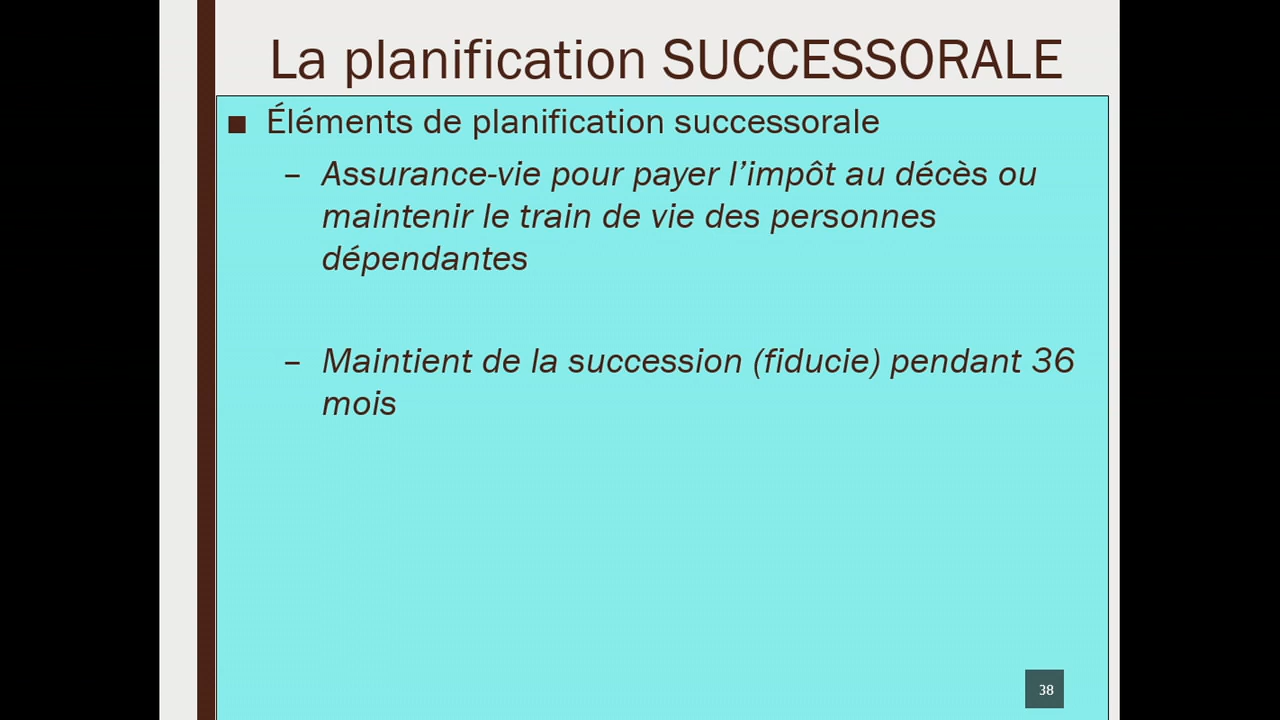 La planification SUCCESSORALE
■ Éléments de planification successorale
– Assurance-vie pour payer l’impôt au décès ou
maintenir le train de vie des personnes
dépendantes
– Maintient de la succession (fiducie) pendant 36
mois
38